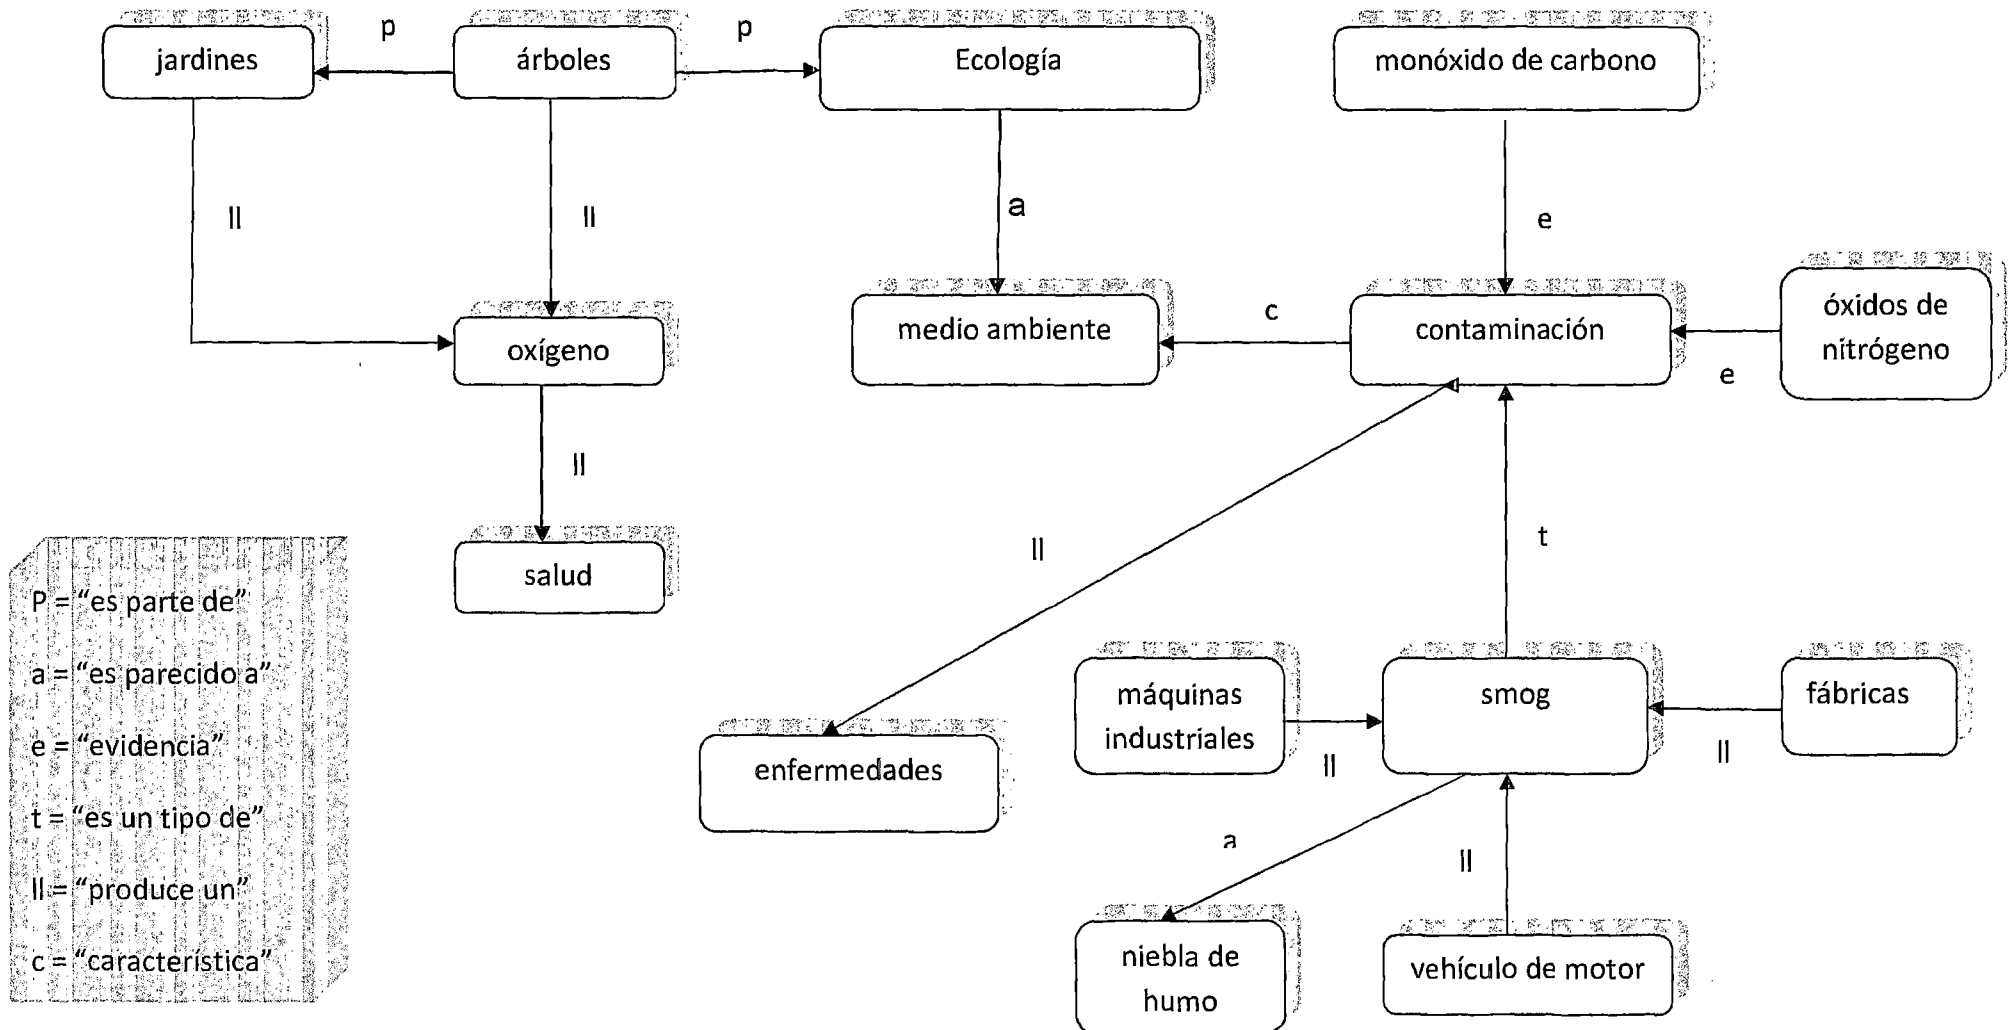 jardines
p
árboles
p
Ecología
monóxido de carbono
ll
ll
a
e
medio ambiente
c
contaminación
óxidos de
nitrógeno
e
oxígeno
ll
salud
ll
t
P = “es parte de”
a = “es parecido a”
e = “evidencia”
t = “es un tipo de”
ll = “produce un”
c = “característica”
enfermedades
máquinas
industriales
ll
smog
ll
fábricas
a
ll
niebla de
humo
vehículo de motor